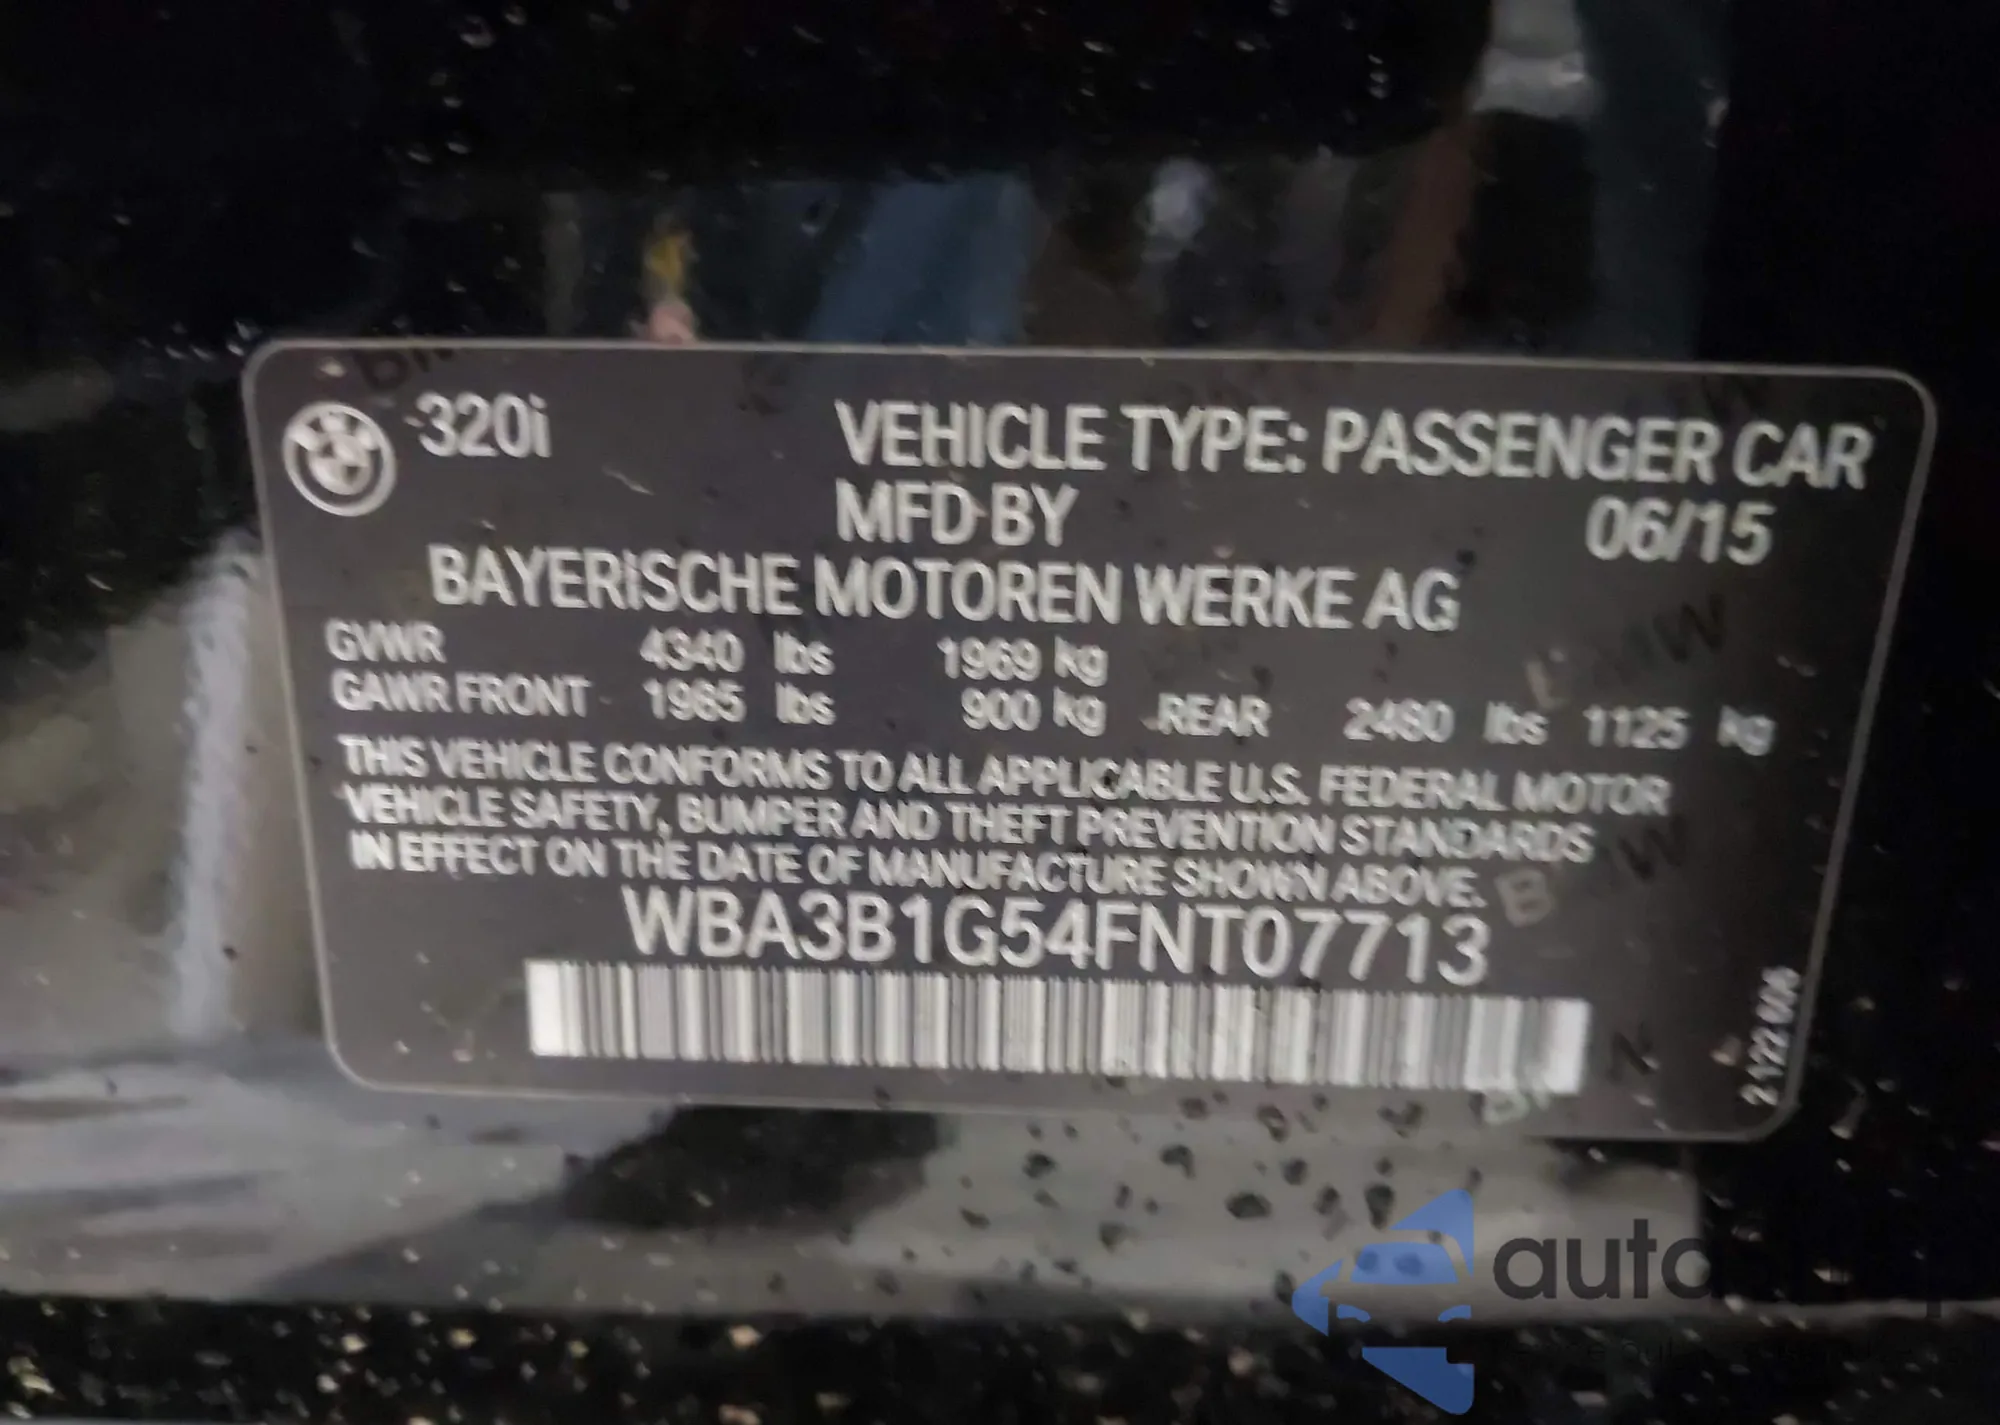 320i VEHICLE TYPE: PASSENGER CAR
MFD BY 06/15
BAYERISCHE MOTOREN WERKE AG
GVWR 4340 lbs 1969 kg
GAWR FRONT 1985 lbs 900 kg REAR 2480 lbs 1125 kg
THIS VEHICLE CONFORMS TO ALL APPLICABLE U.S. FEDERAL MOTOR
VEHICLE SAFETY, BUMPER AND THEFT PREVENTION STANDARDS
IN EFFECT ON THE DATE OF MANUFACTURE SHOWN ABOVE.
WBA3B1G54FNT07713